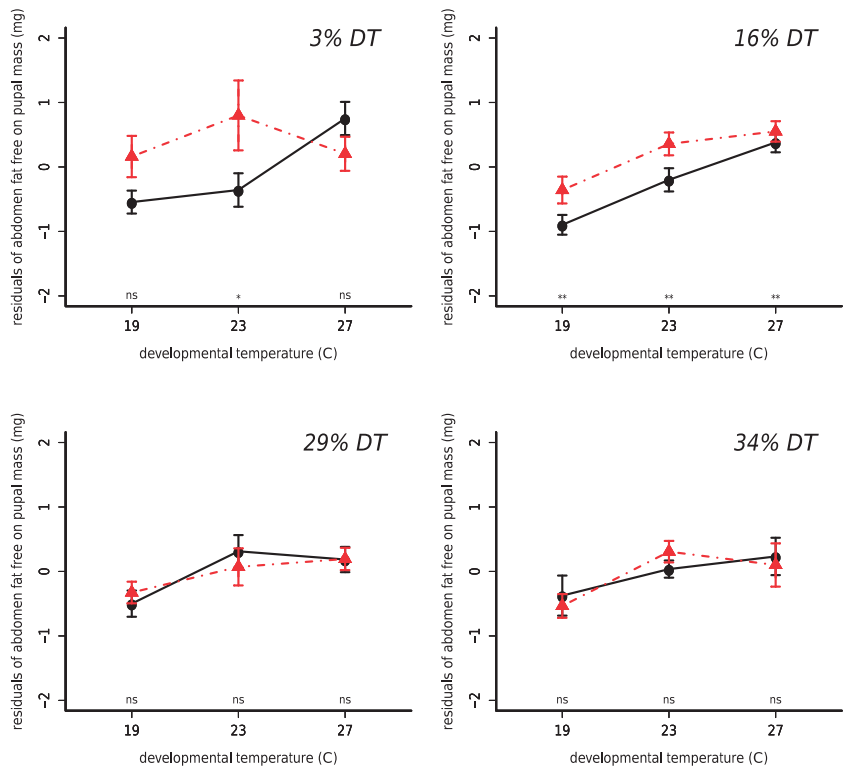 3% DT
residuals of abdomen fat free on pupal mass (mg)
2
1
0
−1
−2
ns * ns
19 23 27
developmental temperature (C)
16% DT
residuals of abdomen fat free on pupal mass (mg)
2
1
0
−1
−2
** ** **
19 23 27
developmental temperature (C)
29% DT
residuals of abdomen fat free on pupal mass (mg)
2
1
0
−1
−2
ns ns ns
19 23 27
developmental temperature (C)
34% DT
residuals of abdomen fat free on pupal mass (mg)
2
1
0
−1
−2
ns ns ns
19 23 27
developmental temperature (C)